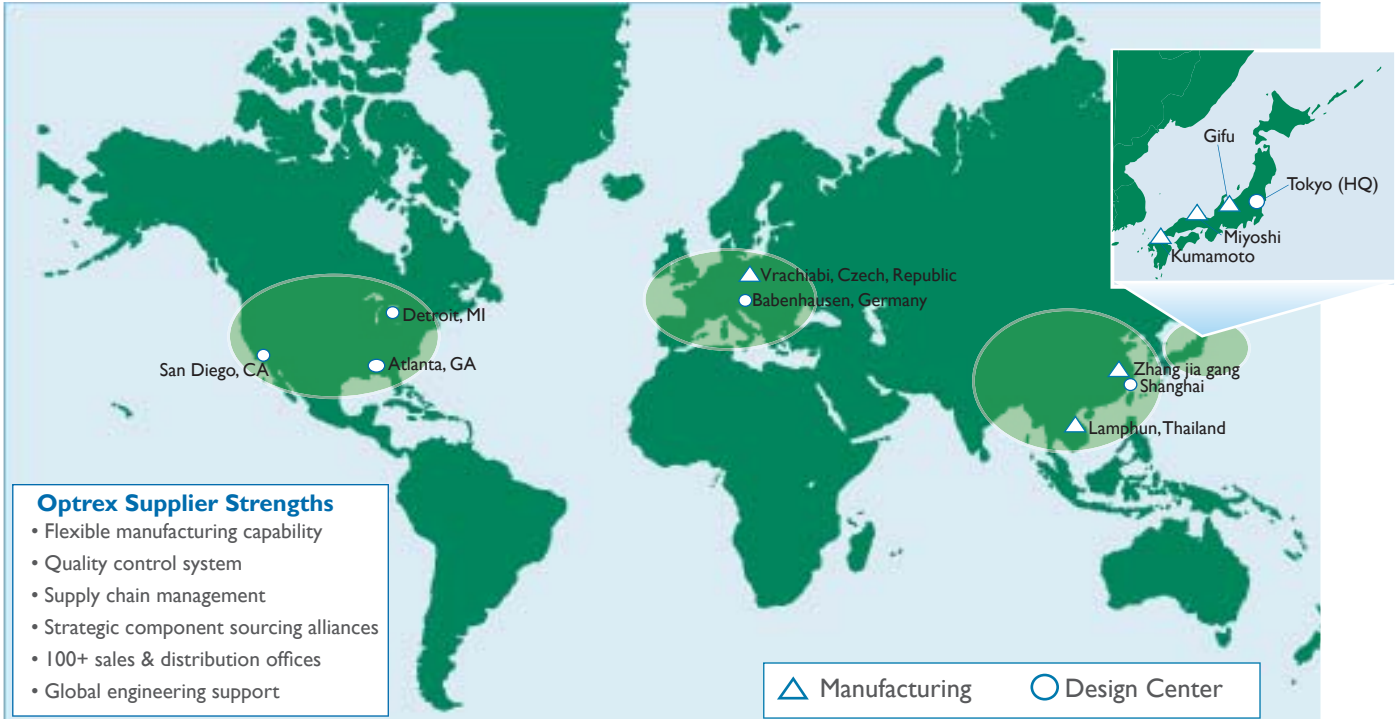 Gifu
Tokyo (HQ)
Miyoshi
Kumamoto
Vrachiabi, Czech, Republic
Babenhausen, Germany
Detroit, MI
San Diego, CA
Atlanta, GA
Zhang jia gang
Shanghai
Lamphun, Thailand
Optrex Supplier Strengths
• Flexible manufacturing capability
• Quality control system
• Supply chain management
• Strategic component sourcing alliances
• 100+ sales & distribution offices
• Global engineering support
Manufacturing
Design Center